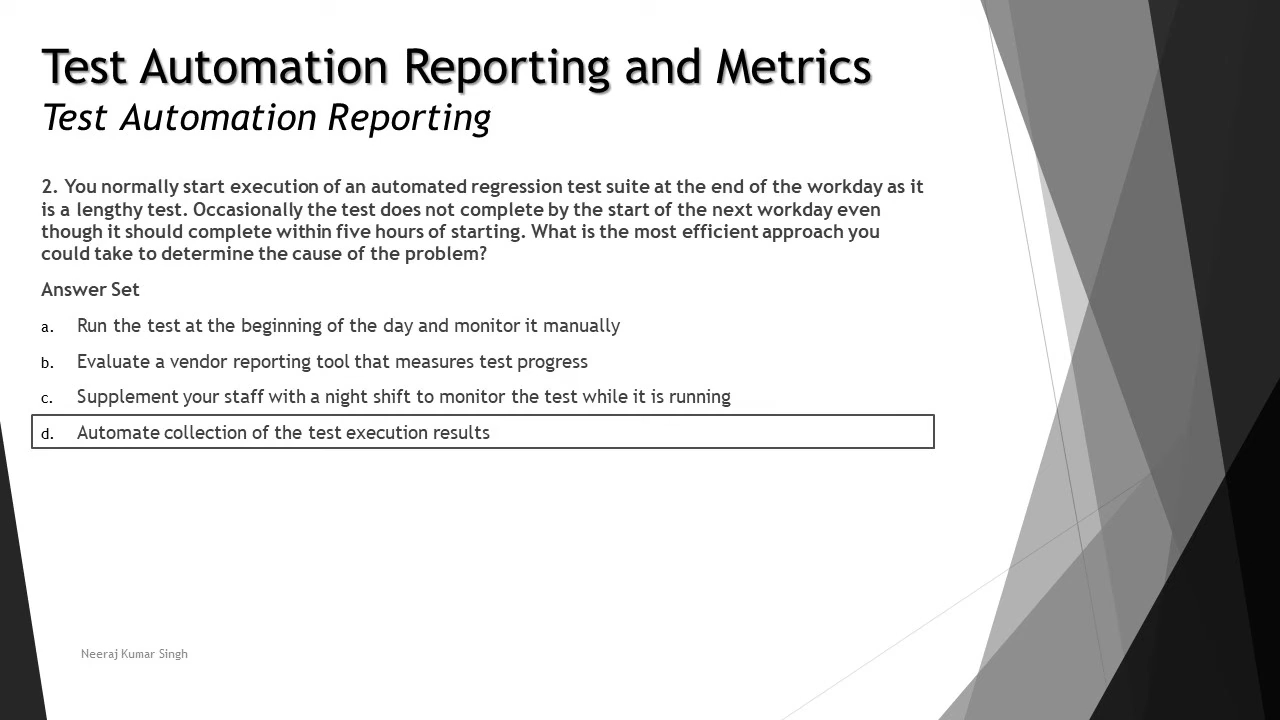 Test Automation Reporting and Metrics
Test Automation Reporting
2. You normally start execution of an automated regression test suite at the end of the workday as it
is a lengthy test. Occasionally the test does not complete by the start of the next workday even
though it should complete within five hours of starting. What is the most efficient approach you
could take to determine the cause of the problem?
Answer Set
a. Run the test at the beginning of the day and monitor it manually
b. Evaluate a vendor reporting tool that measures test progress
c. Supplement your staff with a night shift to monitor the test while it is running
d. Automate collection of the test execution results
Neeraj Kumar Singh